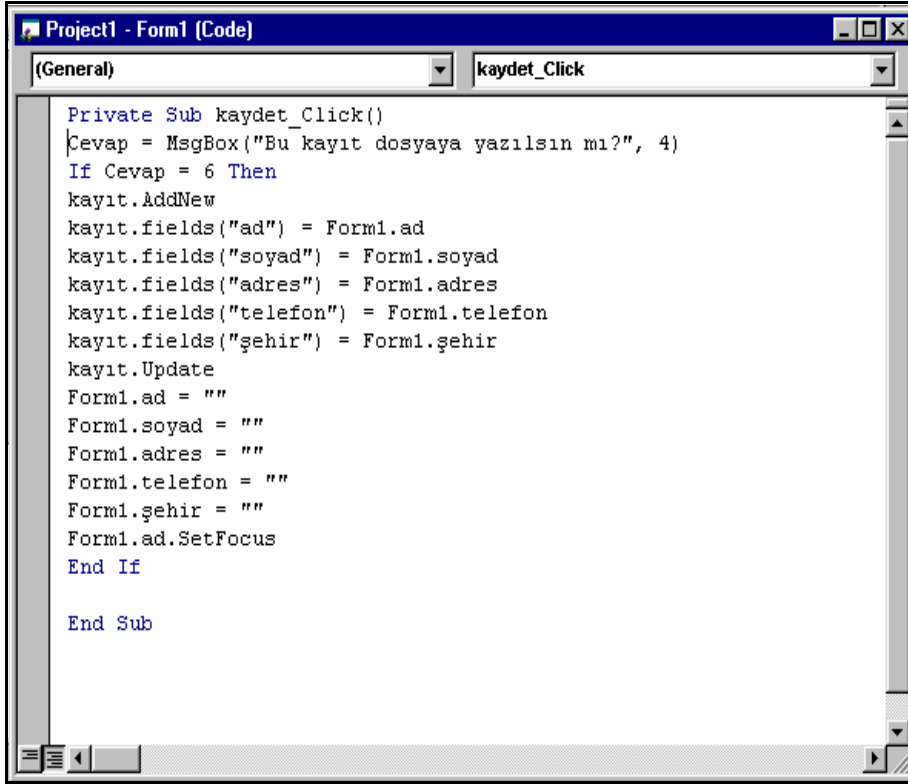 Project1 - Form1 (Code)
(General) kaydet_Click
Private Sub kaydet_Click()
Cevap = MsgBox("Bu kayıt dosyaya yazılsın mı?", 4)
If Cevap = 6 Then
kayıt.AddNew
kayıt.fields("ad") = Form1.ad
kayıt.fields("soyad") = Form1.soyad
kayıt.fields("adres") = Form1.adres
kayıt.fields("telefon") = Form1.telefon
kayıt.fields("şehir") = Form1.şehir
kayıt.Update
Form1.ad = ""
Form1.soyad = ""
Form1.adres = ""
Form1.telefon = ""
Form1.şehir = ""
Form1.ad.SetFocus
End If
End Sub